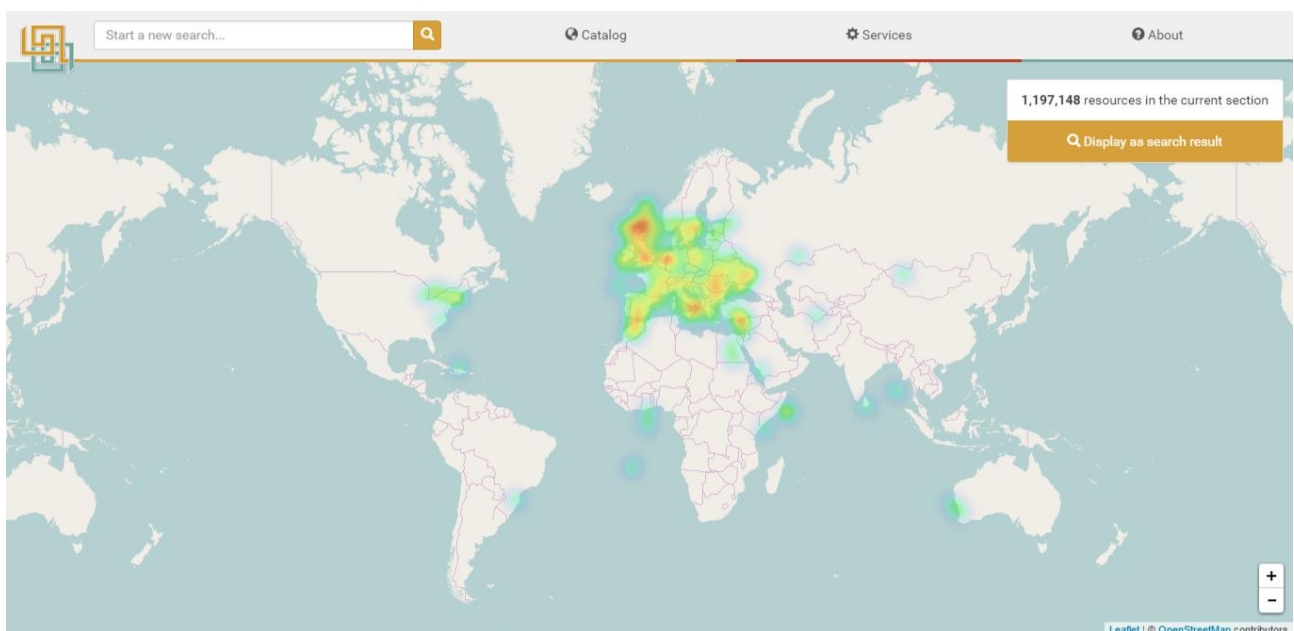 Start a new search...
Catalog
Services
About
1,197,148 resources in the current section
Display as search result
+
−
Leaflet | © OpenStreetMap contributors